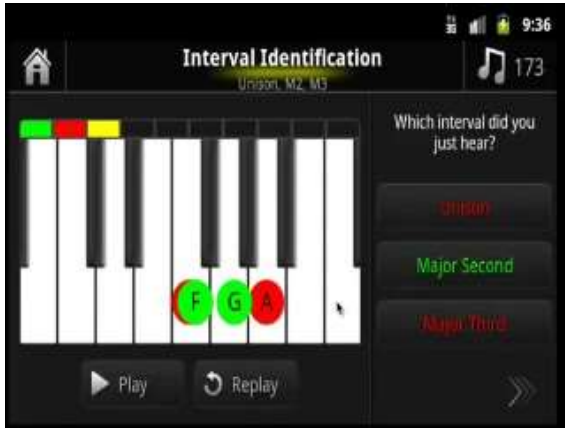 3G
9:36
Interval Identification
173
Unison, M2, M3
Which interval did you
just hear?
Unison
Major Second
F
G
A
Major Third
Play
Replay